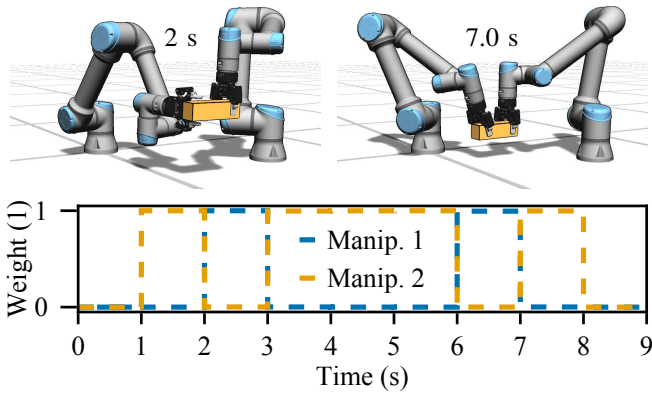 2 s
7.0 s
Weight (1)
1
0
Manip. 1
Manip. 2
0 1 2 3 4 5 6 7 8 9
Time (s)